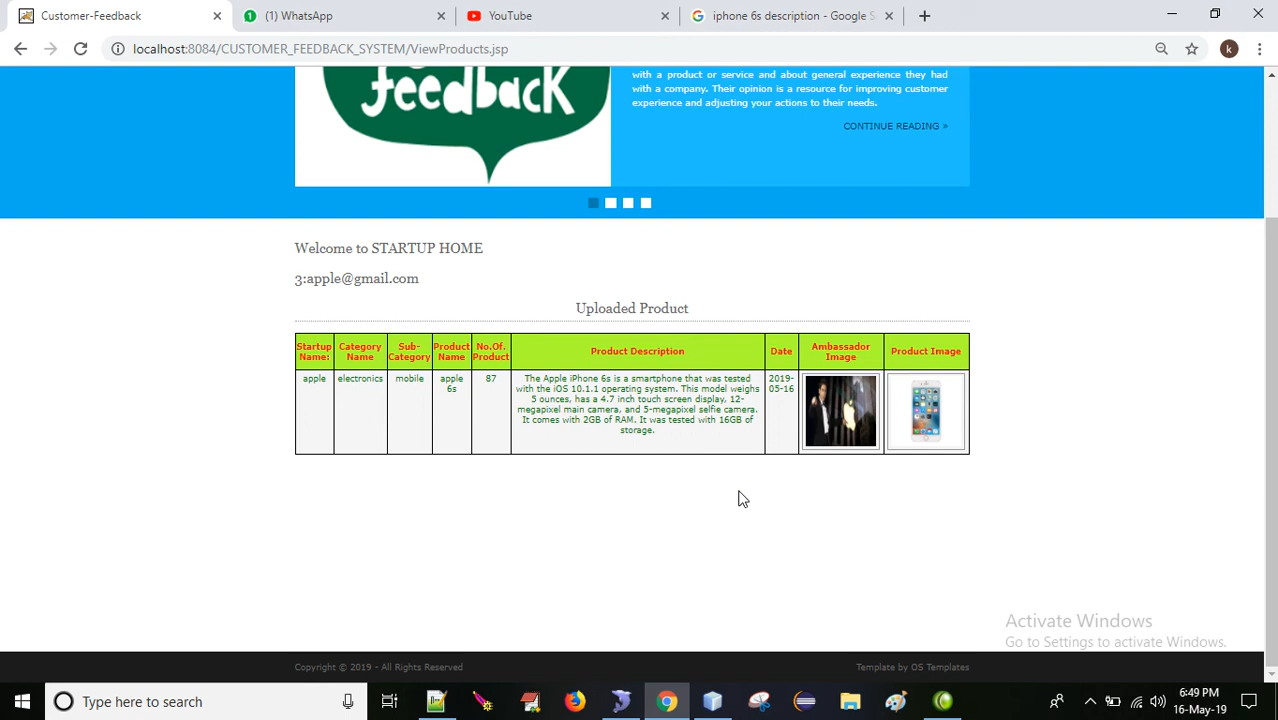 Customer-Feedback
(1) WhatsApp
YouTube
iphone 6s description - Google S
localhost:8084/CUSTOMER_FEEDBACK_SYSTEM/ViewProducts.jsp
k
feedback
with a product or service and about general experience they had
with a company. Their opinion is a resource for improving customer
experience and adjusting your actions to their needs.
CONTINUE READING »
Welcome to STARTUP HOME
3:apple@gmail.com
Uploaded Product
Startup Name: Category Name Sub-Category Product Name No.Of. Product Product Description Date Ambassador Image Product Image
apple electronics mobile apple 6s 87
The Apple iPhone 6s is a smartphone that was tested
with the iOS 10.1.1 operating system. This model weighs
5 ounces, has a 4.7 inch touch screen display, 12-
megapixel main camera, and 5-megapixel selfie camera.
It comes with 2GB of RAM. It was tested with 16GB of
storage.
2019-
05-16
Activate Windows
Go to Settings to activate Windows.
Copyright © 2019 - All Rights Reserved
Template by OS Templates
Type here to search
6:49 PM
16-May-19